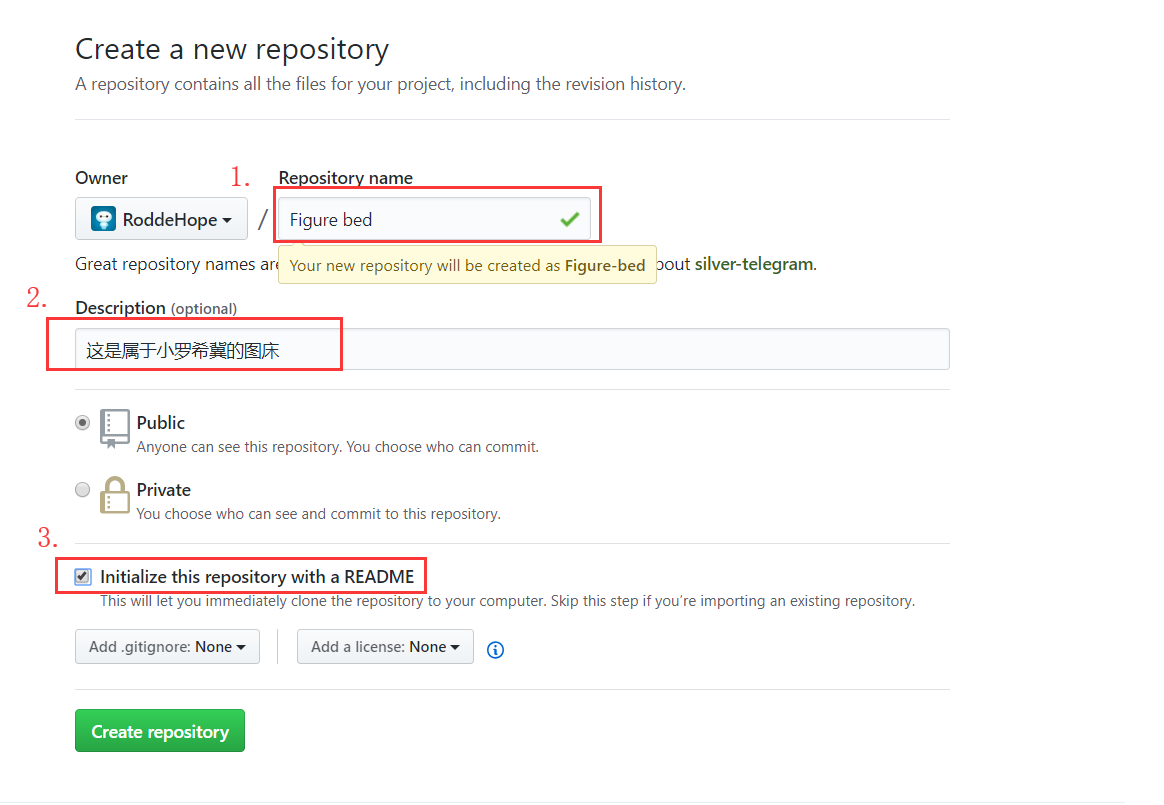 Create a new repository
A repository contains all the files for your project, including the revision history.
1.
Owner Repository name
RoddeHope / Figure bed
Great repository names are
Your new repository will be created as Figure-bed
bout silver-telegram.
2.
Description (optional)
这是属于小罗希冀的图床
Public
Anyone can see this repository. You choose who can commit.
Private
You choose who can see and commit to this repository.
3.
Initialize this repository with a README
This will let you immediately clone the repository to your computer. Skip this step if you’re importing an existing repository.
Add .gitignore: None Add a license: None
Create repository